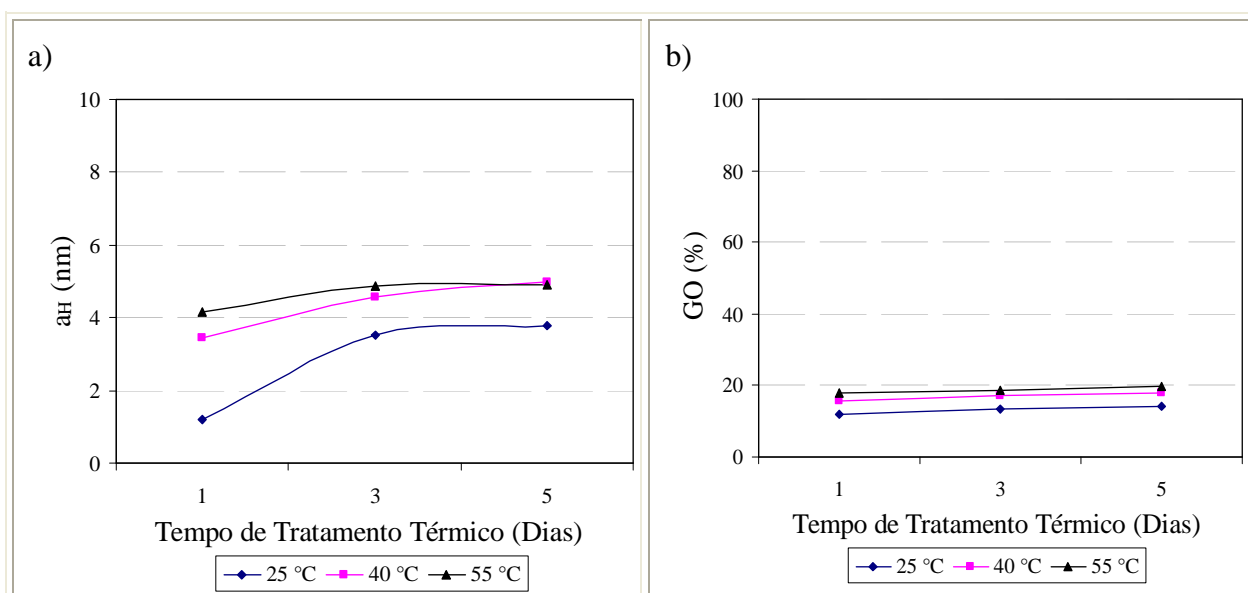 a)
10
8
6
4
2
0
aH (nm)
1 3 5
Tempo de Tratamento Térmico (Dias)
25 °C 40 °C 55 °C
b)
100
80
60
40
20
0
GO (%)
1 3 5
Tempo de Tratamento Térmico (Dias)
25 °C 40 °C 55 °C